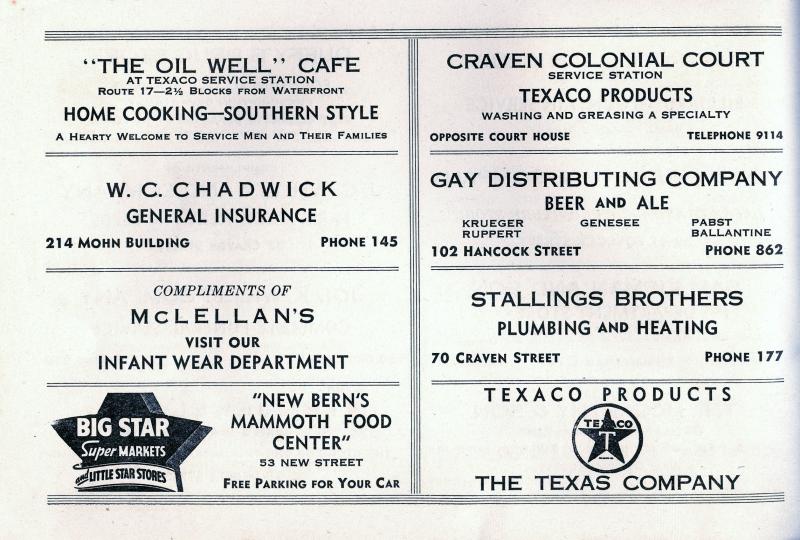 "THE OIL WELL" CAFE
AT TEXACO SERVICE STATION
ROUTE 17—2½ BLOCKS FROM WATERFRONT
HOME COOKING—SOUTHERN STYLE
A HEARTY WELCOME TO SERVICE MEN AND THEIR FAMILIES
W. C. CHADWICK
GENERAL INSURANCE
214 MOHN BUILDING PHONE 145
COMPLIMENTS OF
McLELLAN'S
VISIT OUR
INFANT WEAR DEPARTMENT
BIG STAR
Super MARKETS
and LITTLE STAR STORES
"NEW BERN'S
MAMMOTH FOOD
CENTER"
53 NEW STREET
FREE PARKING FOR YOUR CAR
CRAVEN COLONIAL COURT
SERVICE STATION
TEXACO PRODUCTS
WASHING AND GREASING A SPECIALTY
OPPOSITE COURT HOUSE TELEPHONE 9114
GAY DISTRIBUTING COMPANY
BEER AND ALE
KRUEGER GENESEE PABST
RUPPERT BALLANTINE
102 HANCOCK STREET PHONE 862
STALLINGS BROTHERS
PLUMBING AND HEATING
70 CRAVEN STREET PHONE 177
TEXACO PRODUCTS
TEXACO
T
THE TEXAS COMPANY